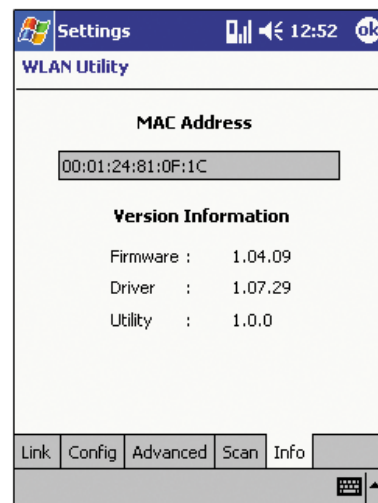 Settings 12:52 ok
WLAN Utility
MAC Address
00:01:24:81:0F:1C
Version Information
Firmware : 1.04.09
Driver : 1.07.29
Utility : 1.0.0
Link Config Advanced Scan Info